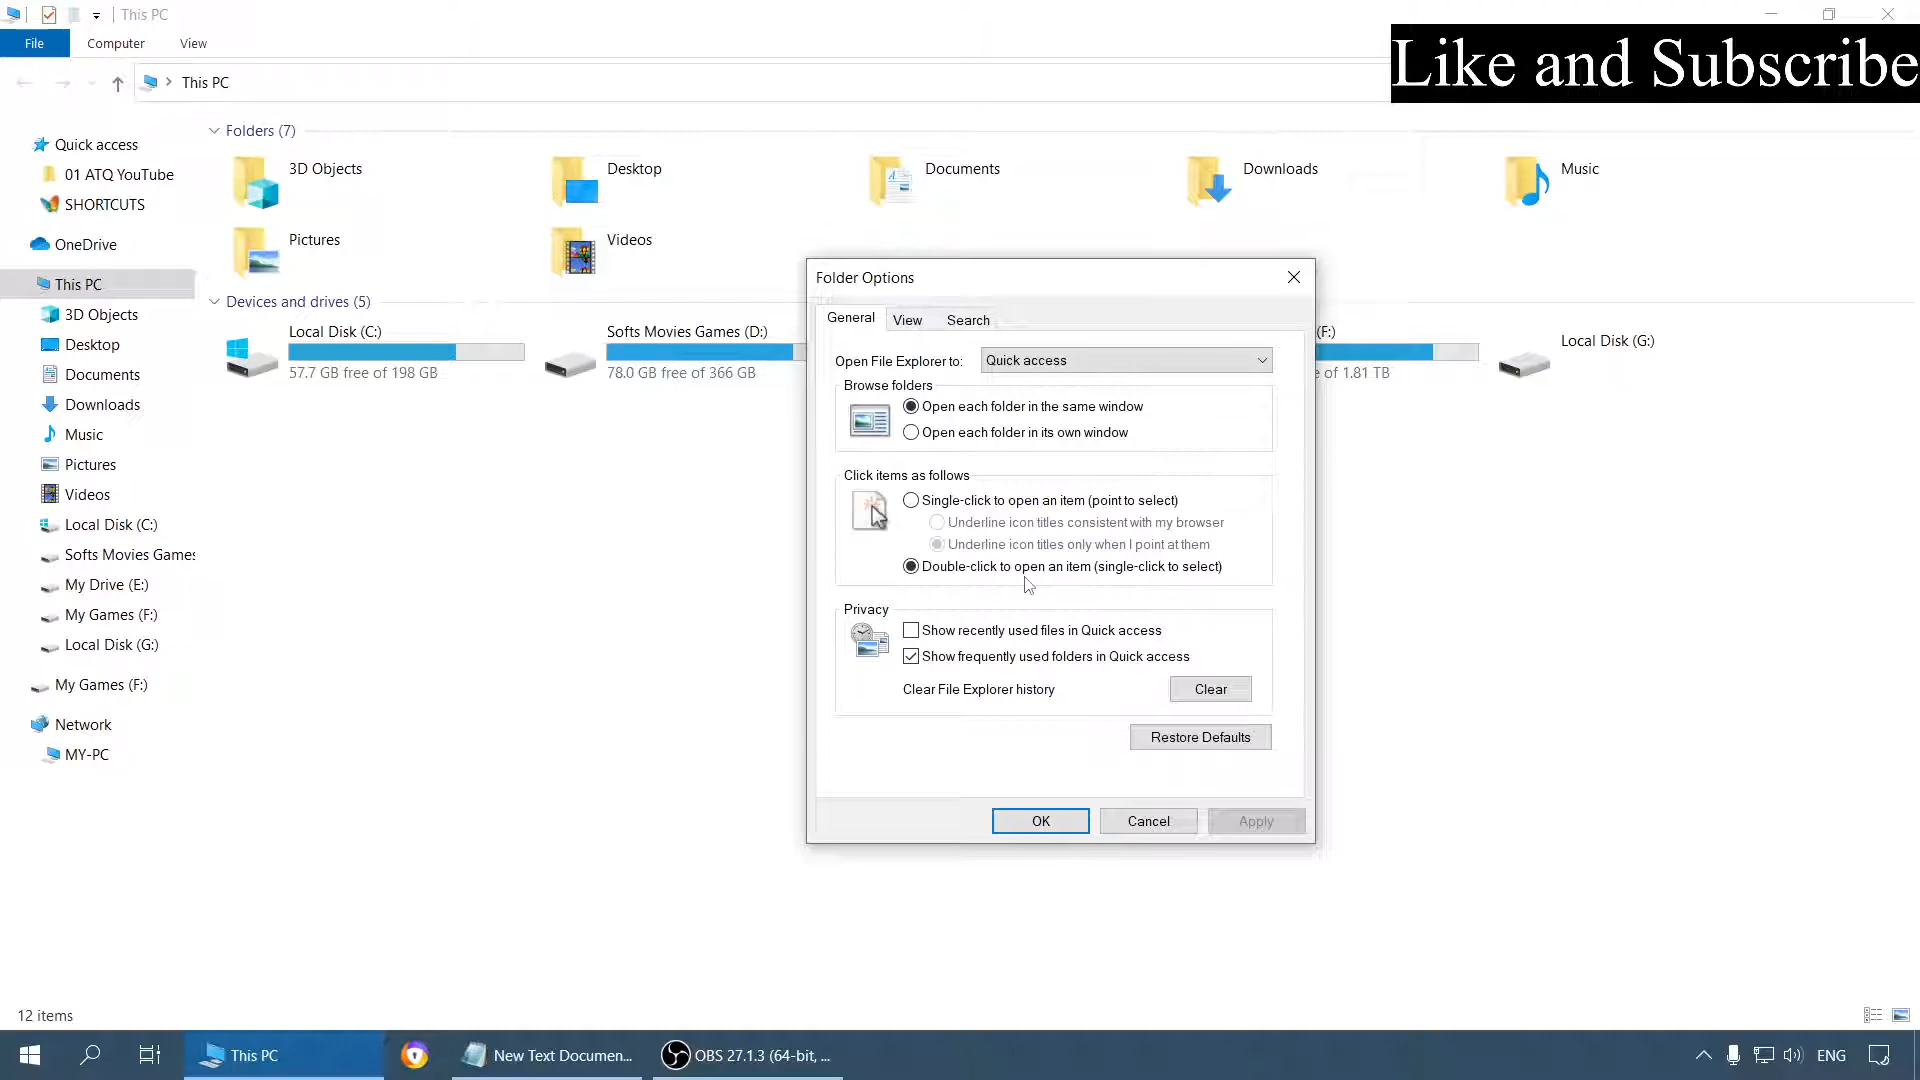 This PC
File
Computer
View
Like and Subscribe
This PC
Quick access
01 ATQ YouTube
SHORTCUTS
OneDrive
This PC
3D Objects
Desktop
Documents
Downloads
Music
Pictures
Videos
Local Disk (C:)
Softs Movies Games
My Drive (E:)
My Games (F:)
Local Disk (G:)
My Games (F:)
Network
MY-PC
Folders (7)
3D Objects
Desktop
Documents
Downloads
Music
Pictures
Videos
Devices and drives (5)
Local Disk (C:)
57.7 GB free of 198 GB
Softs Movies Games (D:)
78.0 GB free of 366 GB
(F:)
e of 1.81 TB
Local Disk (G:)
Folder Options
General
View
Search
Open File Explorer to:
Quick access
Browse folders
Open each folder in the same window
Open each folder in its own window
Click items as follows
Single-click to open an item (point to select)
Underline icon titles consistent with my browser
Underline icon titles only when I point at them
Double-click to open an item (single-click to select)
Privacy
Show recently used files in Quick access
Show frequently used folders in Quick access
Clear File Explorer history
Clear
Restore Defaults
OK
Cancel
Apply
12 items
This PC
New Text Documen...
OBS 27.1.3 (64-bit, ...
ENG